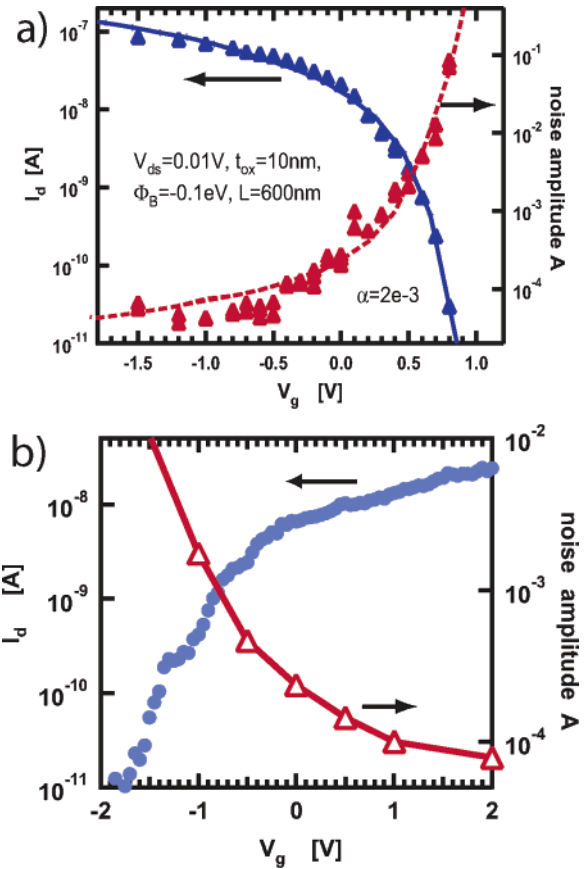 a)
10⁻⁷
10⁻⁸
10⁻⁹
10⁻¹⁰
10⁻¹¹
I_d [A]
V_ds=0.01V, t_ox=10nm,
Φ_B=-0.1eV, L=600nm
α=2e-3
10⁻¹
10⁻²
10⁻³
10⁻⁴
noise amplitude A
-1.5 -1.0 -0.5 0.0 0.5 1.0
V_g [V]
b)
10⁻⁸
10⁻⁹
10⁻¹⁰
10⁻¹¹
I_d [A]
10⁻²
10⁻³
10⁻⁴
noise amplitude A
-2 -1 0 1 2
V_g [V]